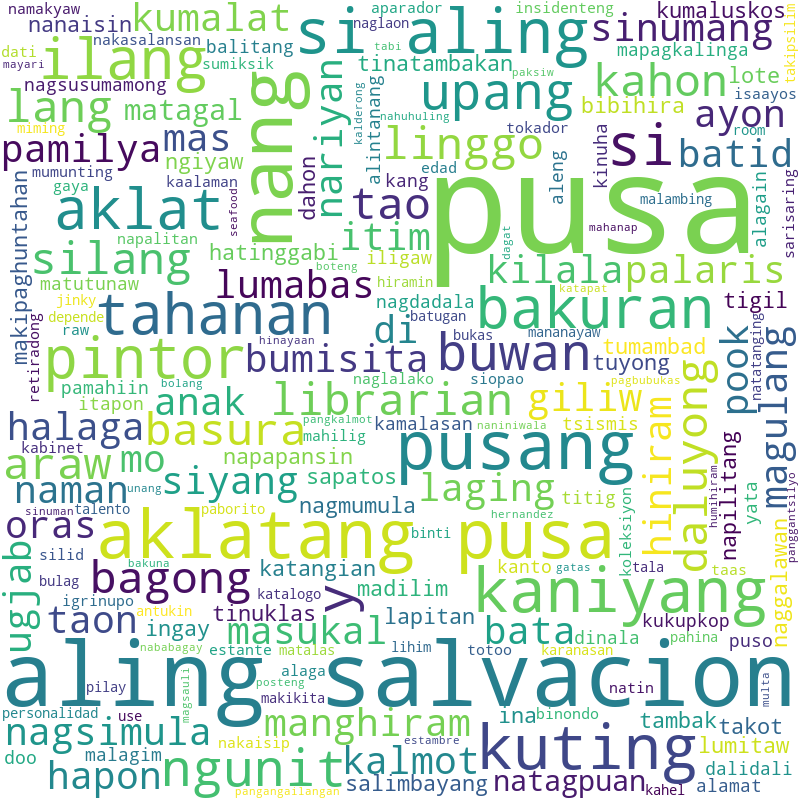 namakyaw kumalat aparador naglaon si aling insidenteng kumaluskos
nanaisin nakasalansan balitang tabi sinumang takipsilim
dati ilang sumiksik nang tinatambakan paksiw mapagkalinga
mayari nagsusumamong nariyan kalderong upang nahuhuling kahon lote isaayos
lang matagal alintanang linggo bibihira ayon
miming mas tokador kinuha room
pamilya ngiyaw dahon si batid
mumunting kaalaman kang edad aleng malambing alagain sarisaring
makipaghuntahan gaya aklat seafood tao pusa
napalitan hatinggabi itim dagat mahanap
silang boteng iligaw kilala palaris
matutunaw lumabas hiramin katapat tigil
jinky tahanan nagdadala bakuran natatanging
depende batugan mananayaw
retiradong raw hinayaan di bukas tumambad pook
pintor bumisita buwan tuyong
pamahiin bolang naglalako siopao pagbubukas magulang
itapon anak librarian giliw daluyong
halaga basura pangkalmot mahilig kamalasan tsismis
kabinet mo napapansin naniniwala hiniram napilitang humihiram panggantsilyo
araw siyang sapatos pusang yata
naman unang laging titig koleksiyon
sinuman talento paborito nagmumula hernandez naggalawan
oras aklatang pusa
silid binti kanto tala taas
ugjab bulag bakuna katangian gatas
bagong y madilim kaniyang
igrinupo katalogo
antukin tinuklas lapitan kukupkop pahina
taon ingay masukal bata dinala puso
nababagay estante matalas lihim totoo karanasan
aling salvacion
pilay magsauli alaga posteng makikita natin multa
personalidad use manghiram ina binondo tambak takot
nagsimula nakaisip estambre kuting lumitaw
doo malagim ngunit kalmot dalidali
hapon salimbayang natagpuan alamat
pangangailangan kahel